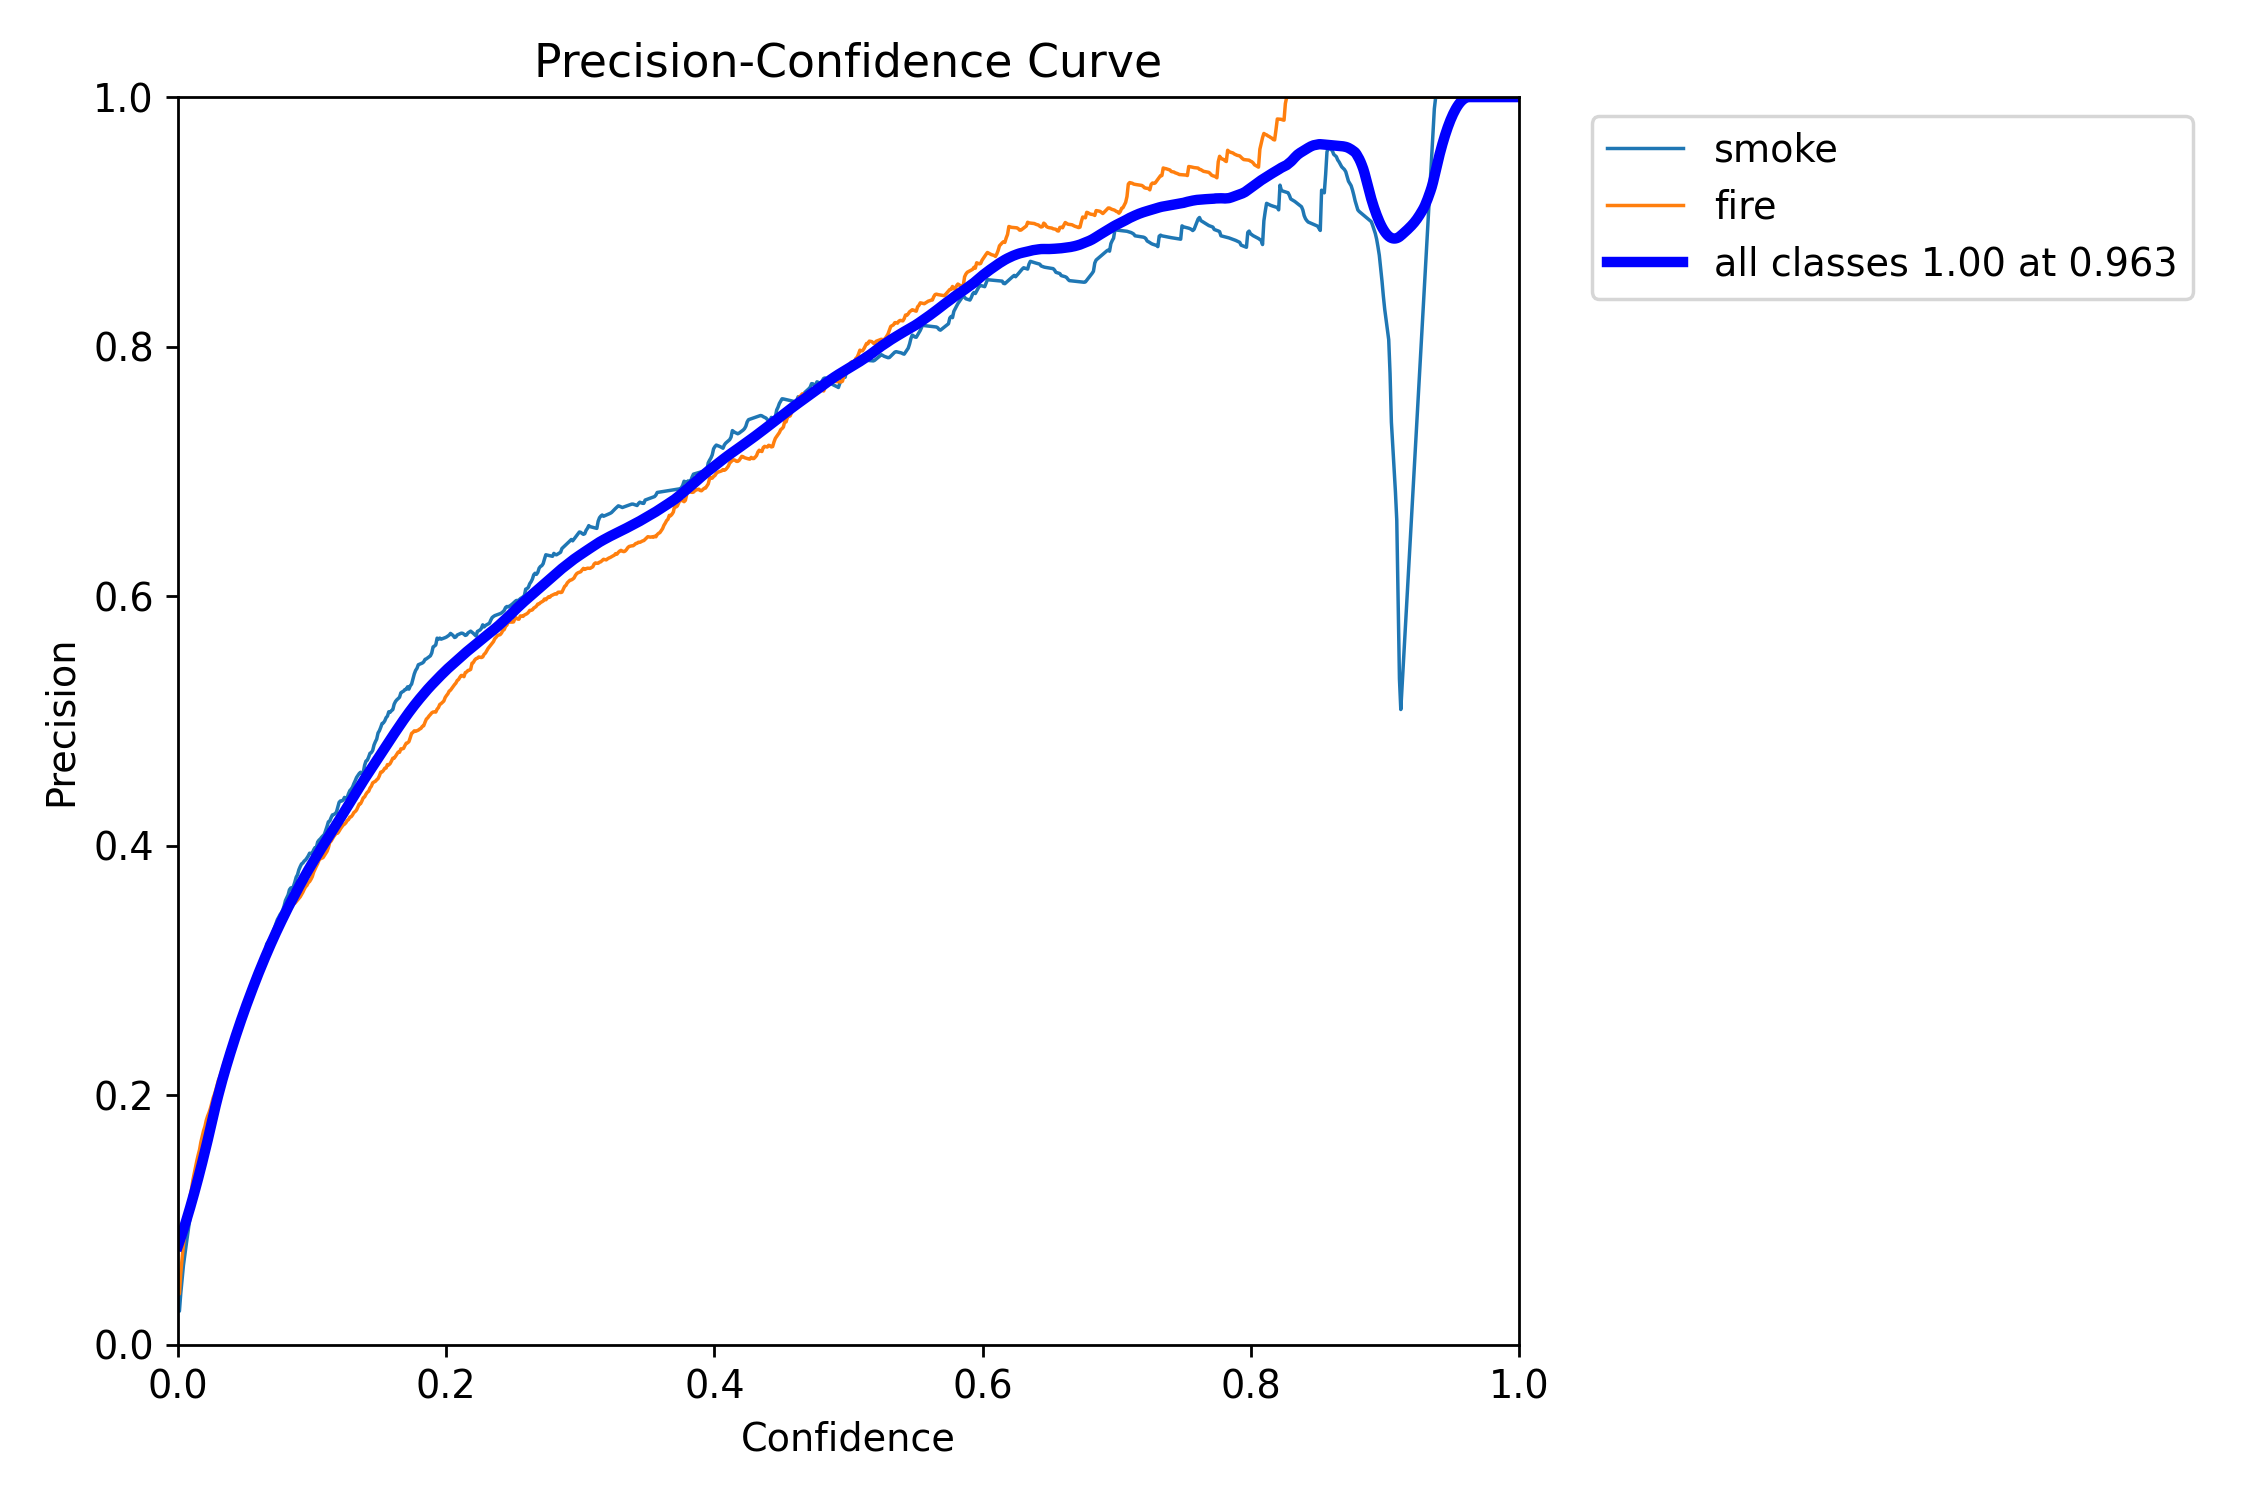 Precision-Confidence Curve
1.0
0.8
0.6
0.4
0.2
0.0
Precision
0.0 0.2 0.4 0.6 0.8 1.0
Confidence
smoke
fire
all classes 1.00 at 0.963